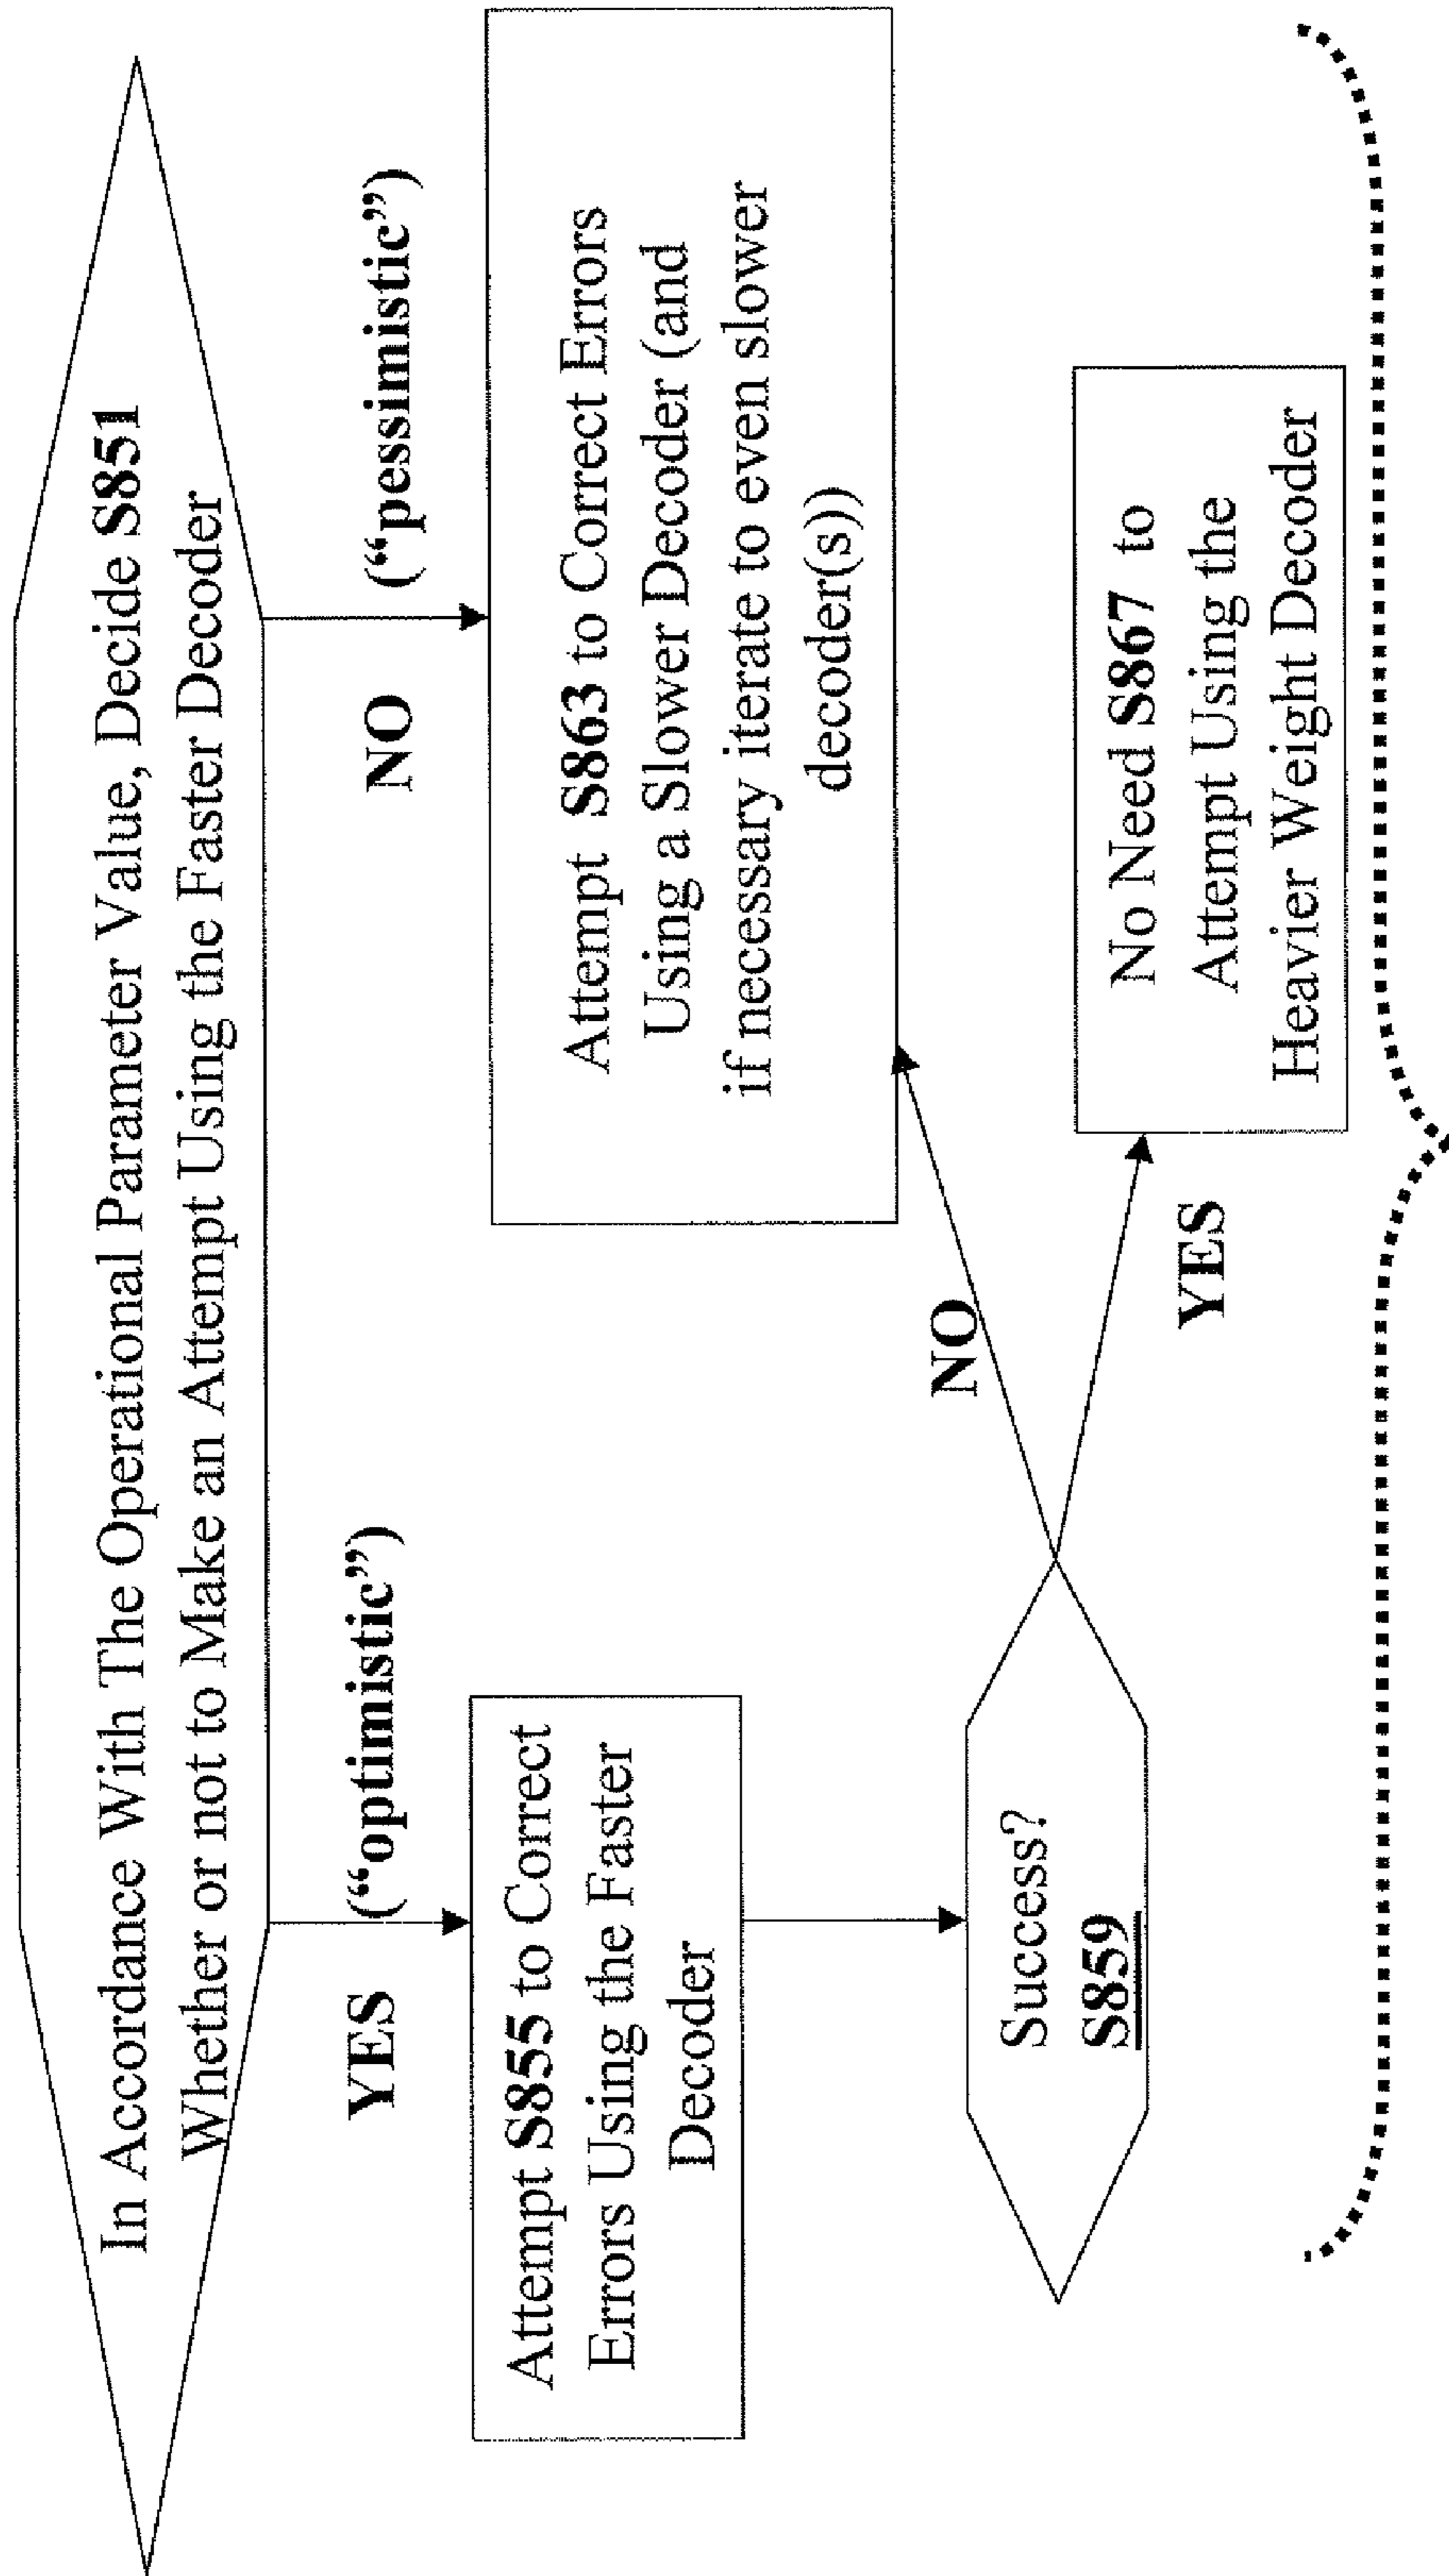 In Accordance With The Operational Parameter Value, Decide S851
Whether or not to Make an Attempt Using the Faster Decoder
YES ("optimistic")
NO ("pessimistic")
Attempt S855 to Correct
Errors Using the Faster
Decoder
Attempt S863 to Correct Errors
Using a Slower Decoder (and
if necessary iterate to even slower
decoder(s))
Success?
S859
NO
YES
No Need S867 to
Attempt Using the
Heavier Weight Decoder